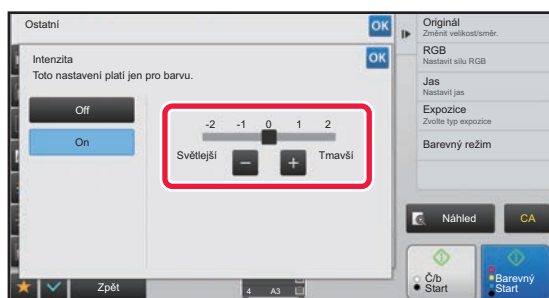 Ostatní
OK
Intenzita
OK
Toto nastavení platí jen pro barvu.
Off
On
-2 -1 0 1 2
Světlejší
Tmavší
Originál
Změnit velikost/směr.
RGB
Nastavit sílu RGB
Jas
Nastavit jas
Expozice
Zvolte typ expozice
Barevný režim
Náhled
CA
Č/b
Start
Barevný
Start
Zpět
4 A3